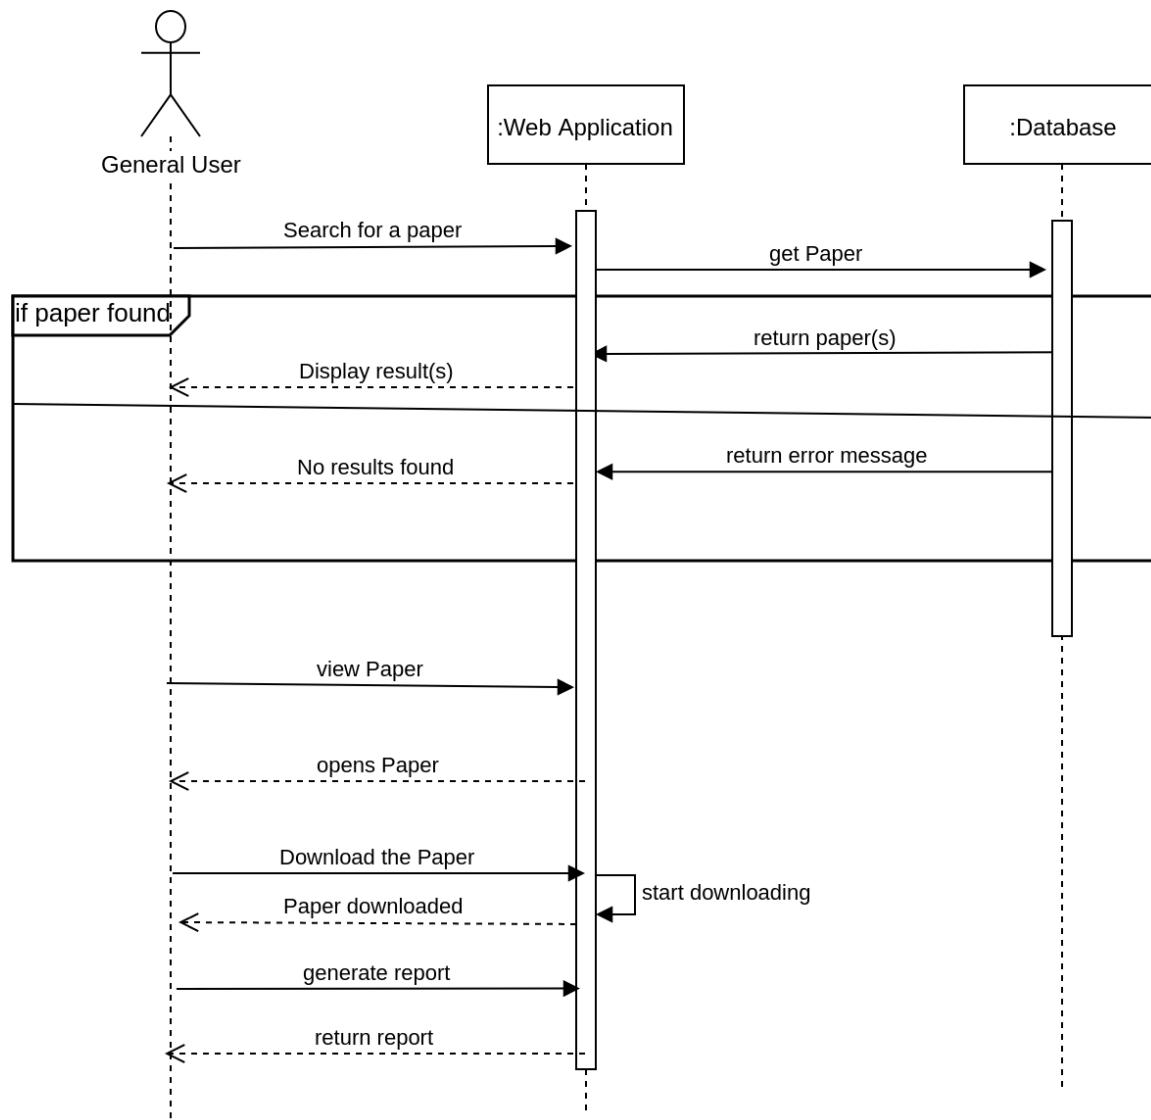 :Web Application
:Database
General User
Search for a paper
get Paper
if paper found
return paper(s)
Display result(s)
return error message
No results found
view Paper
opens Paper
Download the Paper
start downloading
Paper downloaded
generate report
return report